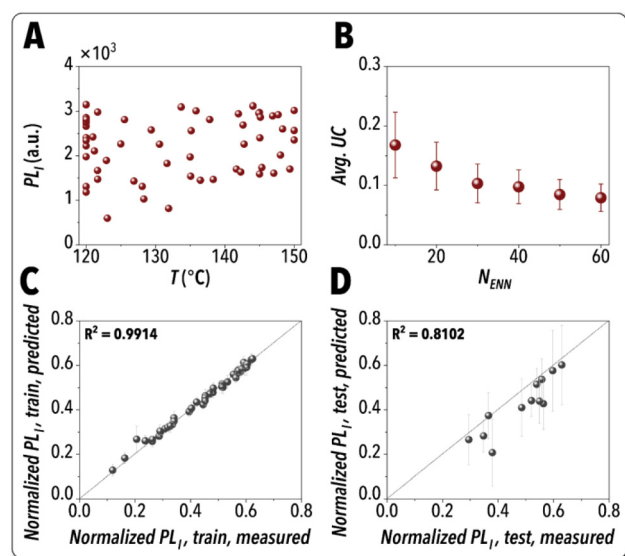 A
×10³
4
3
2
1
0
PL_I (a.u.)
120 130 140 150
T (°C)
B
0.3
0.2
0.1
0.0
Avg. UC
0 20 40 60
N_ENN
C
R² = 0.9914
0.8
0.6
0.4
0.2
0.0
Normalized PL_I, train, predicted
0.0 0.2 0.4 0.6 0.8
Normalized PL_I, train, measured
D
R² = 0.8102
0.8
0.6
0.4
0.2
0.0
Normalized PL_I, test, predicted
0.0 0.2 0.4 0.6 0.8
Normalized PL_I, test, measured